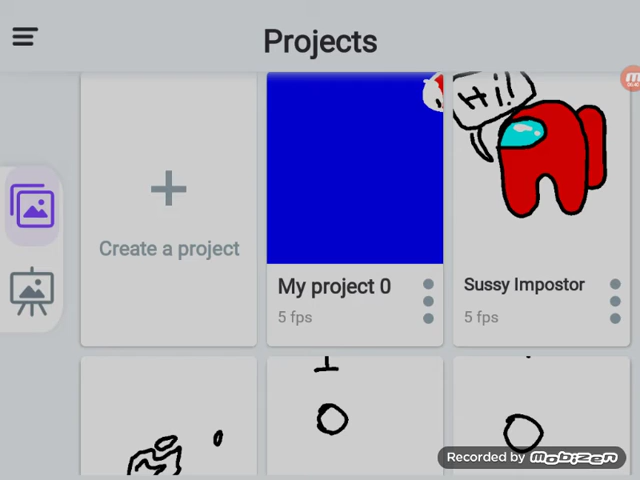 Projects
Hi!
Create a project
My project 0
5 fps
Sussy Impostor
5 fps
Recorded by MOBIZEN